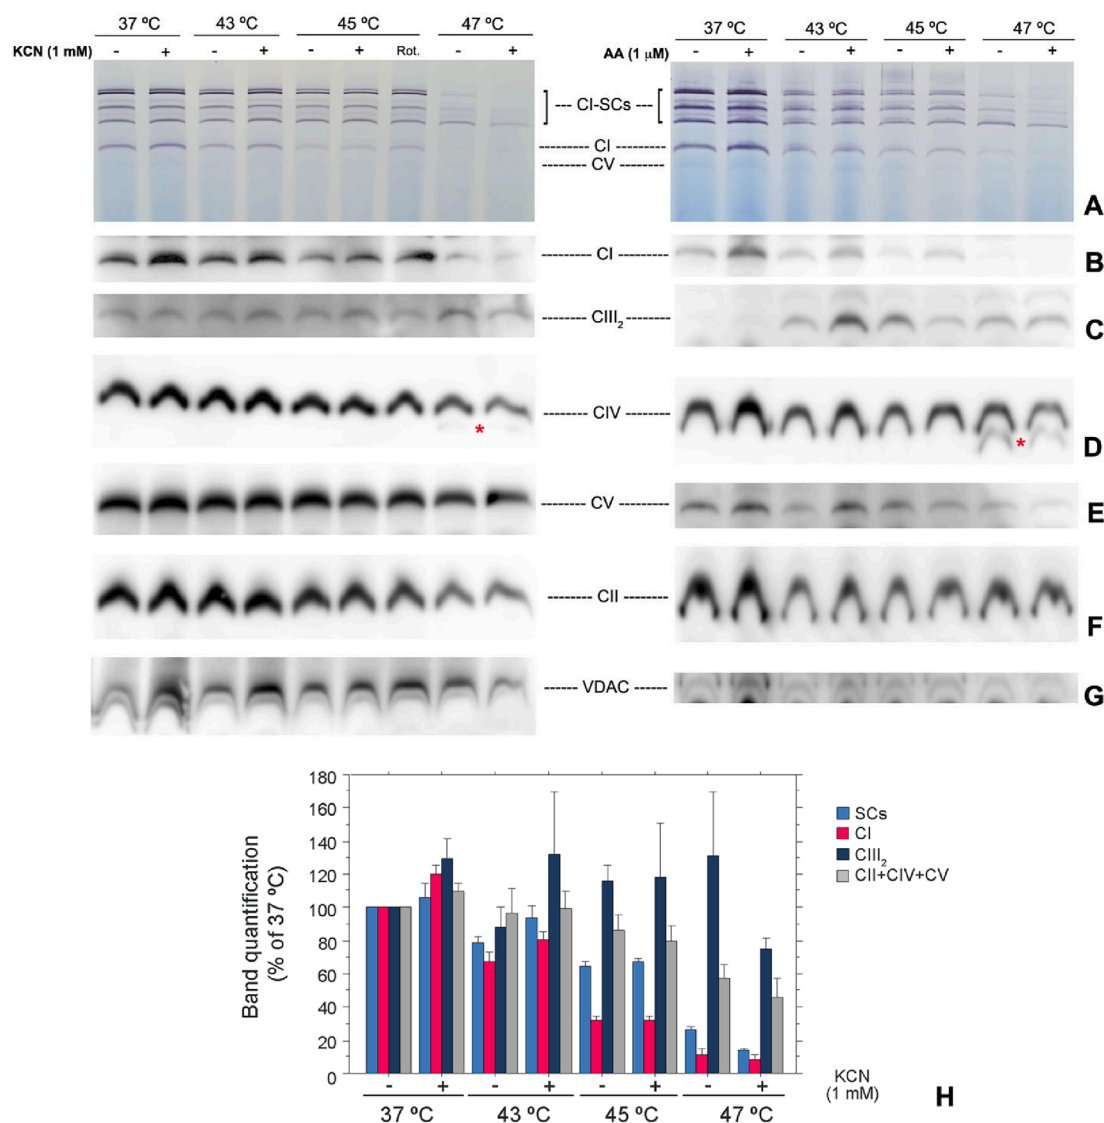 37 ºC 43 ºC 45 ºC 47 ºC
KCN (1 mM) - + - + - + Rot. - +
37 ºC 43 ºC 45 ºC 47 ºC
AA (1 µM) - + - + - + - +
CI-SCs
CI
CV
A
CI
B
CIII2
C
CIV
* *
D
CV
E
CII
F
VDAC
G
Band quantification
(% of 37 ºC)
180
160
140
120
100
80
60
40
20
0
SCs
CI
CIII2
CII+CIV+CV
- + - + - + - +
KCN
(1 mM)
37 ºC 43 ºC 45 ºC 47 ºC
H